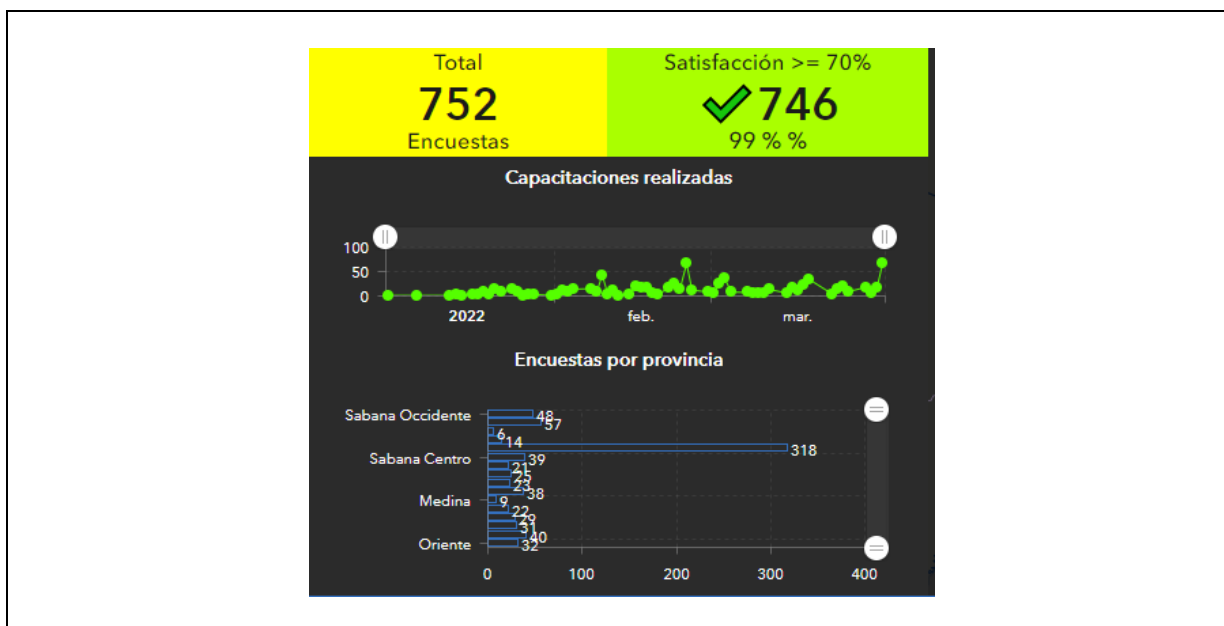 Total
752
Encuestas
Satisfacción >= 70%
746
99 % %
Capacitaciones realizadas
100
50
0
2022
feb.
mar.
Encuestas por provincia
Sabana Occidente
48
57
6
14
318
Sabana Centro
39
21
25
23
38
Medina
9
22
29
31
40
Oriente
32
0
100
200
300
400